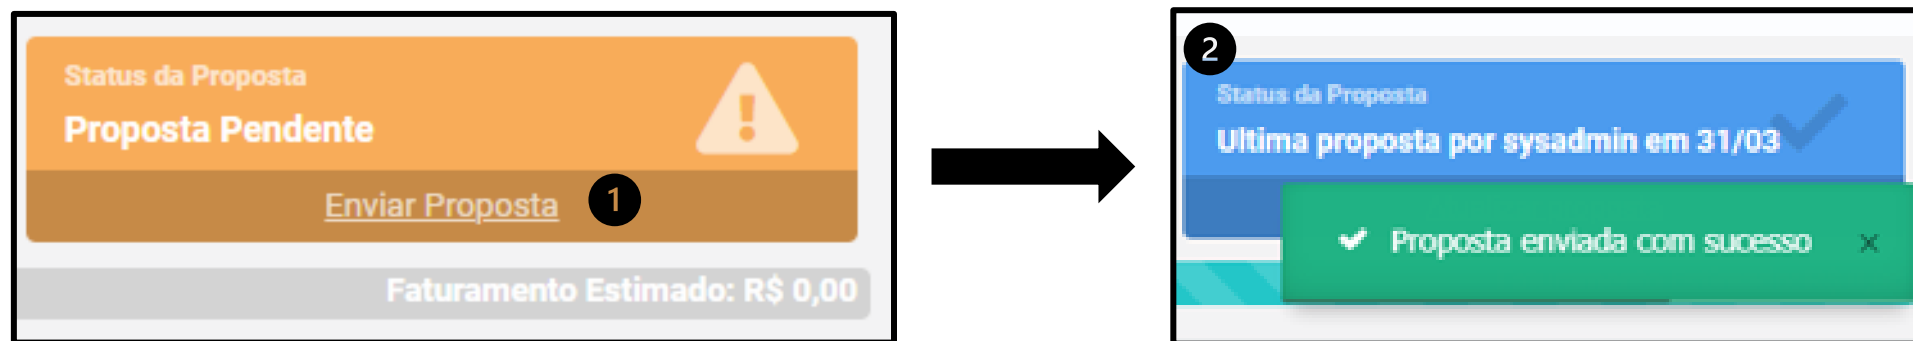 Status da Proposta
Proposta Pendente
Enviar Proposta 1
Faturamento Estimado: R$ 0,00
2
Status da Proposta
Ultima proposta por sysadmin em 31/03
Proposta enviada com sucesso ×